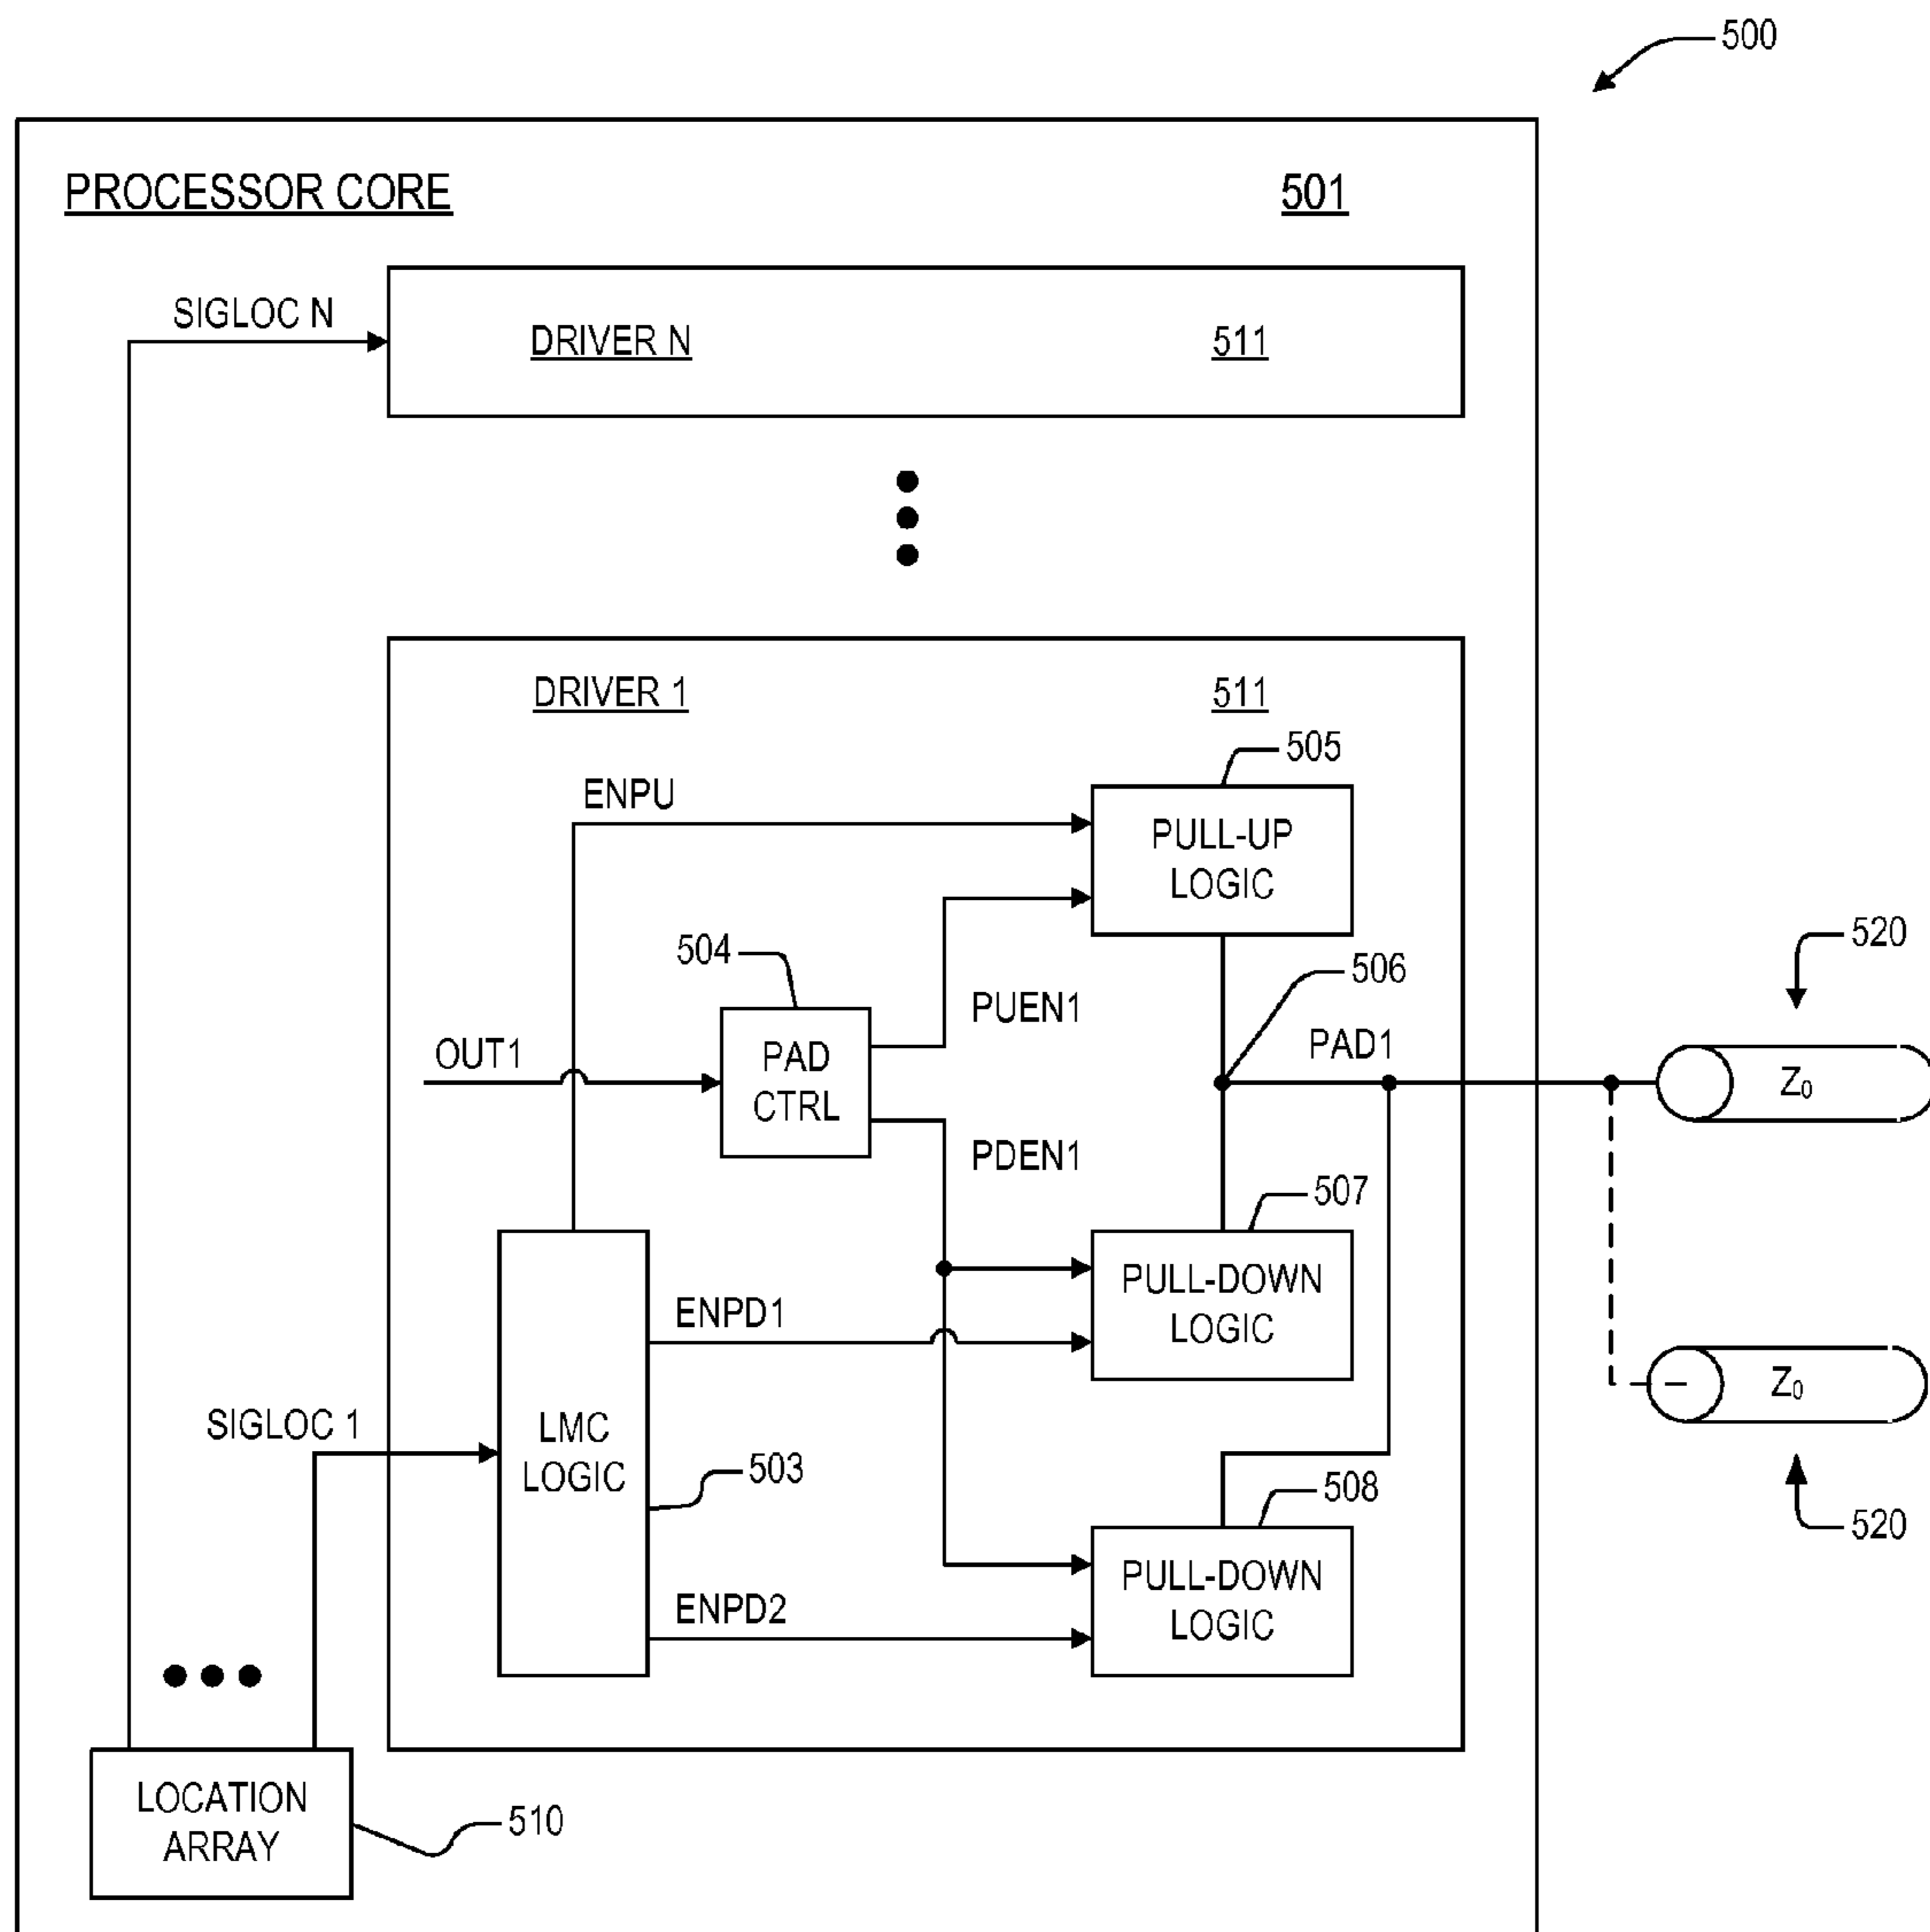 500
PROCESSOR CORE 501
SIGLOC N
DRIVER N 511
DRIVER 1 511
505
ENPU
PULL-UP
LOGIC
504
506
520
PUEN1
OUT1
PAD
CTRL
PAD1
Z0
PDEN1
507
PULL-DOWN
LOGIC
ENPD1
Z0
SIGLOC 1
LMC
LOGIC
503
508
520
PULL-DOWN
LOGIC
ENPD2
LOCATION
ARRAY
510